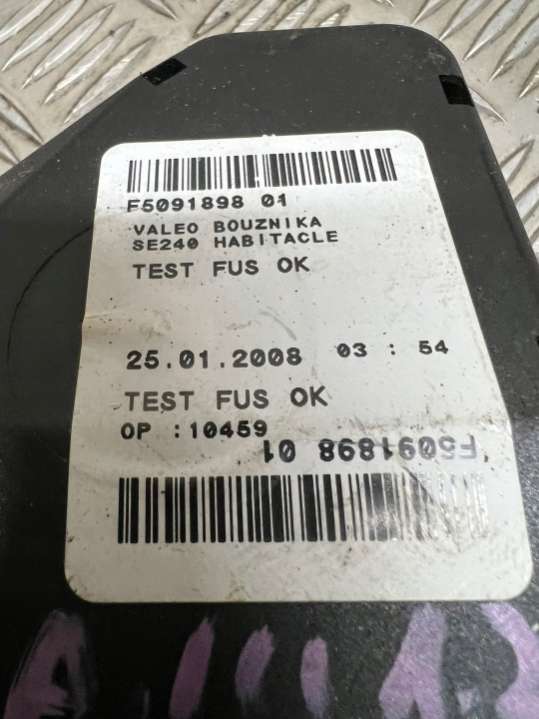 F5091898 01
VALEO BOUZNIKA
SE240 HABITACLE
TEST FUS OK
25.01.2008 03 : 54
TEST FUS OK
OP :10459
F5091898 01